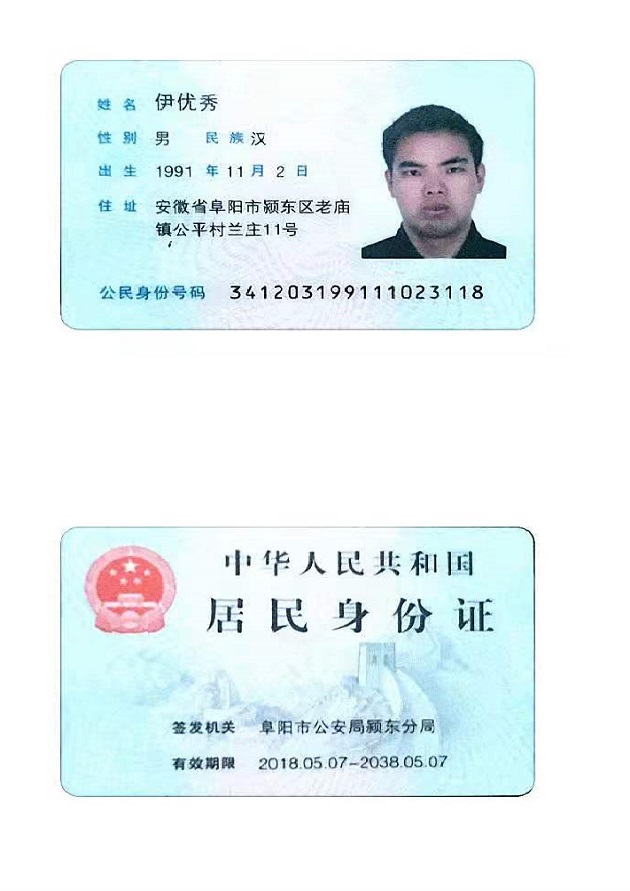 姓名 伊优秀
性别 男 民族 汉
出生 1991 年 11 月 2 日
住址 安徽省阜阳市颍东区老庙
镇公平村兰庄11号
公民身份号码 341203199111023118
中华人民共和国
居民身份证
签发机关 阜阳市公安局颍东分局
有效期限 2018.05.07-2038.05.07